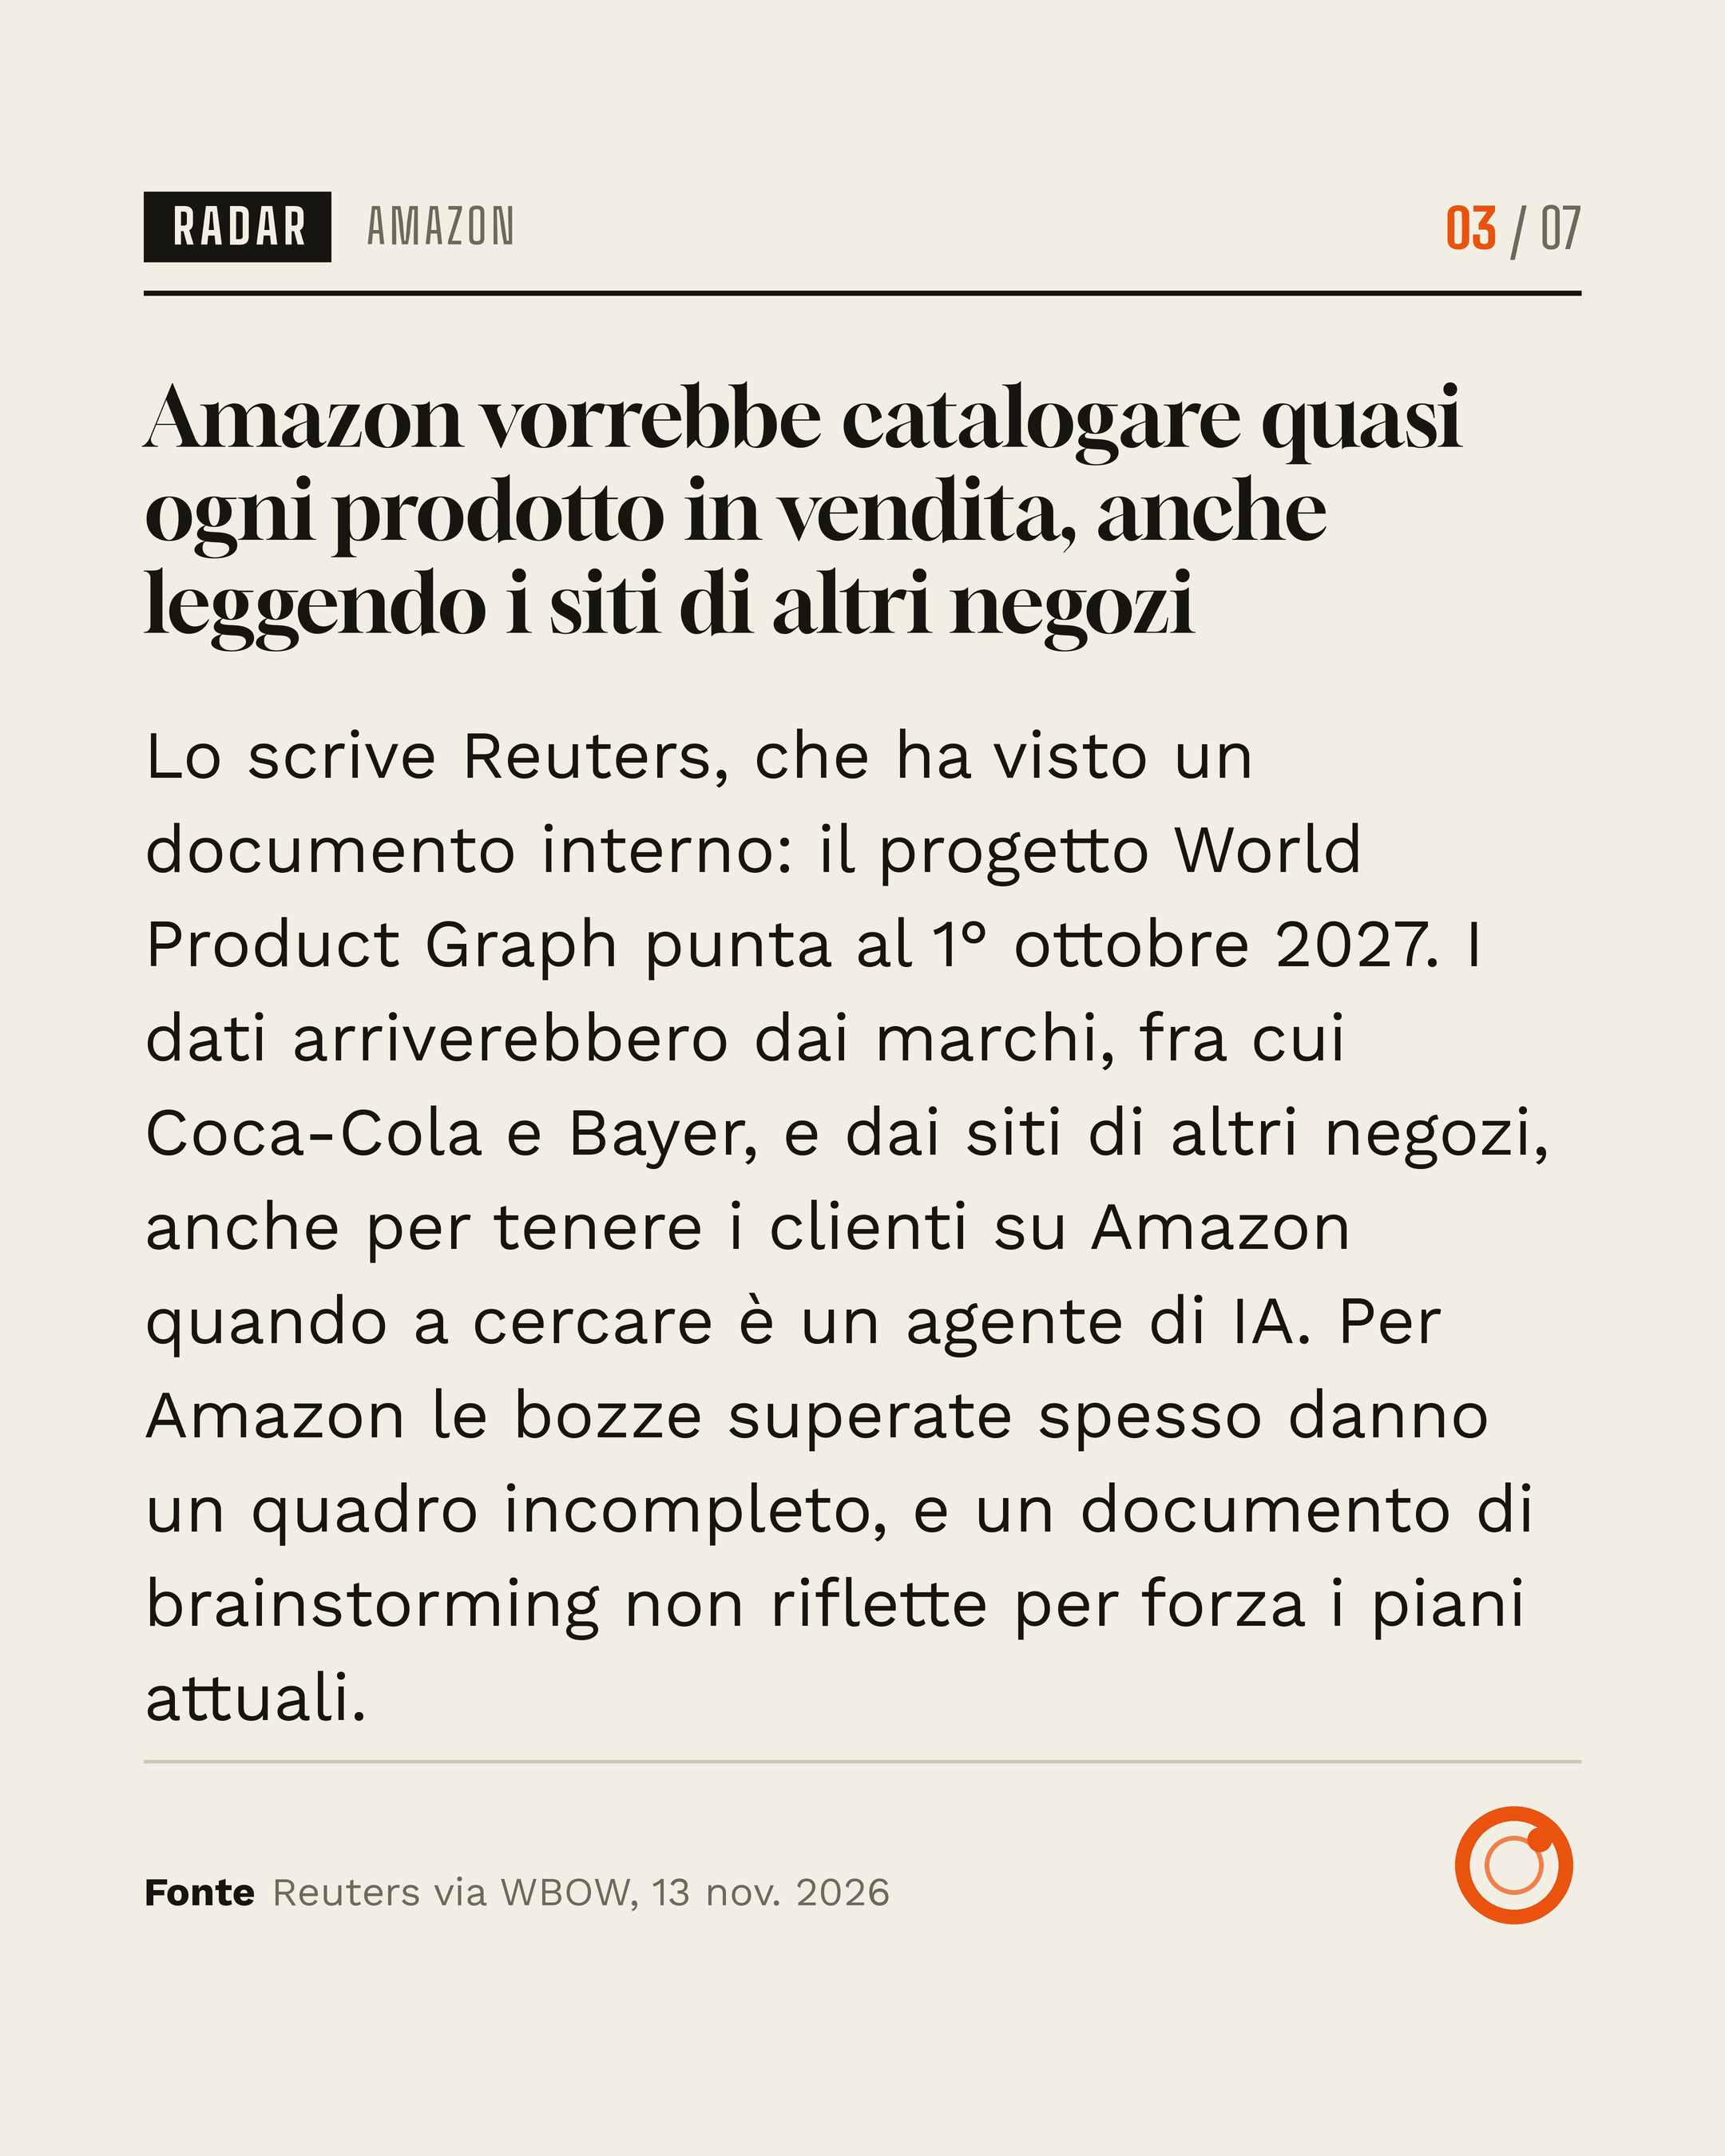 RADAR AMAZON 03 / 07
Amazon vorrebbe catalogare quasi
ogni prodotto in vendita, anche
leggendo i siti di altri negozi
Lo scrive Reuters, che ha visto un
documento interno: il progetto World
Product Graph punta al 1° ottobre 2027. I
dati arriverebbero dai marchi, fra cui
Coca-Cola e Bayer, e dai siti di altri negozi,
anche per tenere i clienti su Amazon
quando a cercare è un agente di IA. Per
Amazon le bozze superate spesso danno
un quadro incompleto, e un documento di
brainstorming non riflette per forza i piani
attuali.
Fonte Reuters via WBOW, 13 nov. 2026